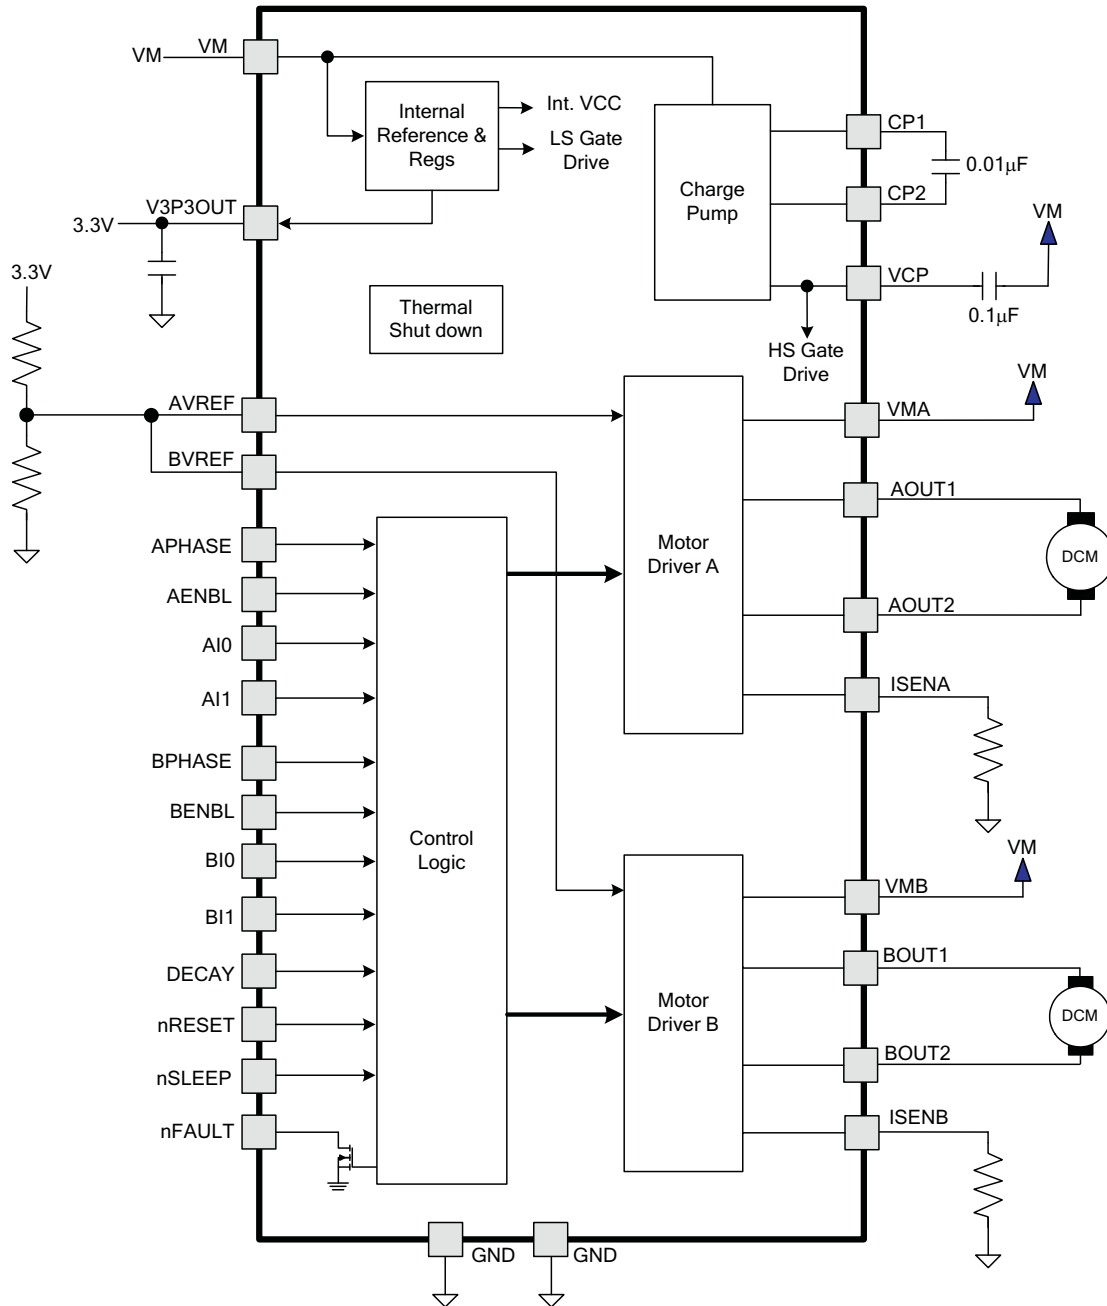 VM
VM
Internal
Reference &
Regs
Int. VCC
LS Gate
Drive
V3P3OUT
3.3V
3.3V
Thermal
Shut down
Charge
Pump
CP1
0.01μF
CP2
VM
VCP
0.1μF
HS Gate
Drive
AVREF
BVREF
APHASE
AENBL
AI0
AI1
BPHASE
BENBL
BI0
BI1
DECAY
nRESET
nSLEEP
nFAULT
Control
Logic
Motor
Driver A
VM
VMA
AOUT1
DCM
AOUT2
ISENA
Motor
Driver B
VM
VMB
BOUT1
DCM
BOUT2
ISENB
GND
GND